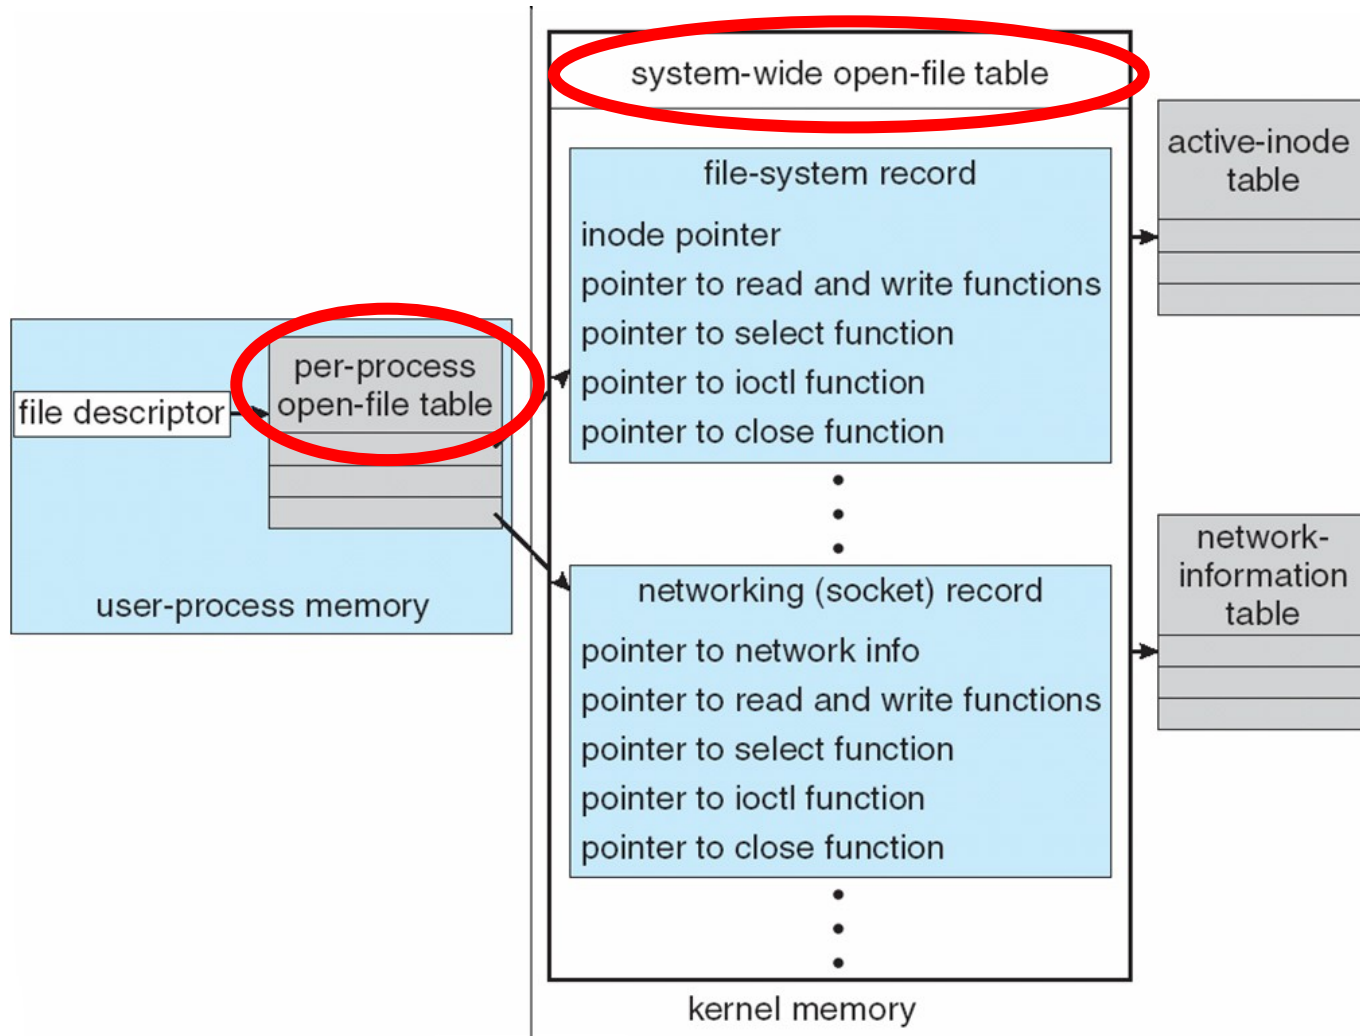 system-wide open-file table
file-system record
inode pointer
pointer to read and write functions
pointer to select function
pointer to ioctl function
pointer to close function
active-inode
table
file descriptor
per-process
open-file table
user-process memory
networking (socket) record
pointer to network info
pointer to read and write functions
pointer to select function
pointer to ioctl function
pointer to close function
network-
information
table
kernel memory